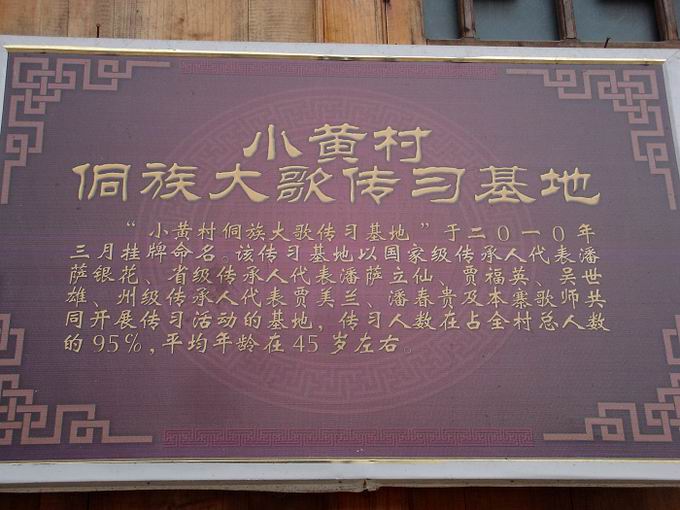 小黄村
侗族大歌传习基地
“小黄村侗族大歌传习基地”于二〇一〇年
三月挂牌命名。该传习基地以国家级传承人代表潘
萨银花、省级传承人代表潘萨立仙、贾福英、吴世
雄、州级传承人代表贾美兰、潘春贵及本寨歌师共
同开展传习活动的基地，传习人数在占全村总人数
的95%，平均年龄在45岁左右。